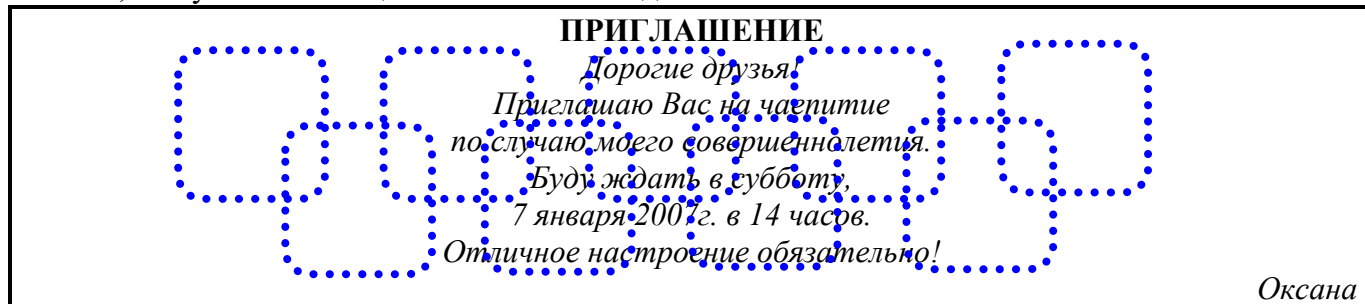 ПРИГЛАШЕНИЕ
Дорогие друзья!
Приглашаю Вас на чаепитие
по случаю моего совершеннолетия.
Буду ждать в субботу,
7 января 2007г. в 14 часов.
Отличное настроение обязательно!
Оксана